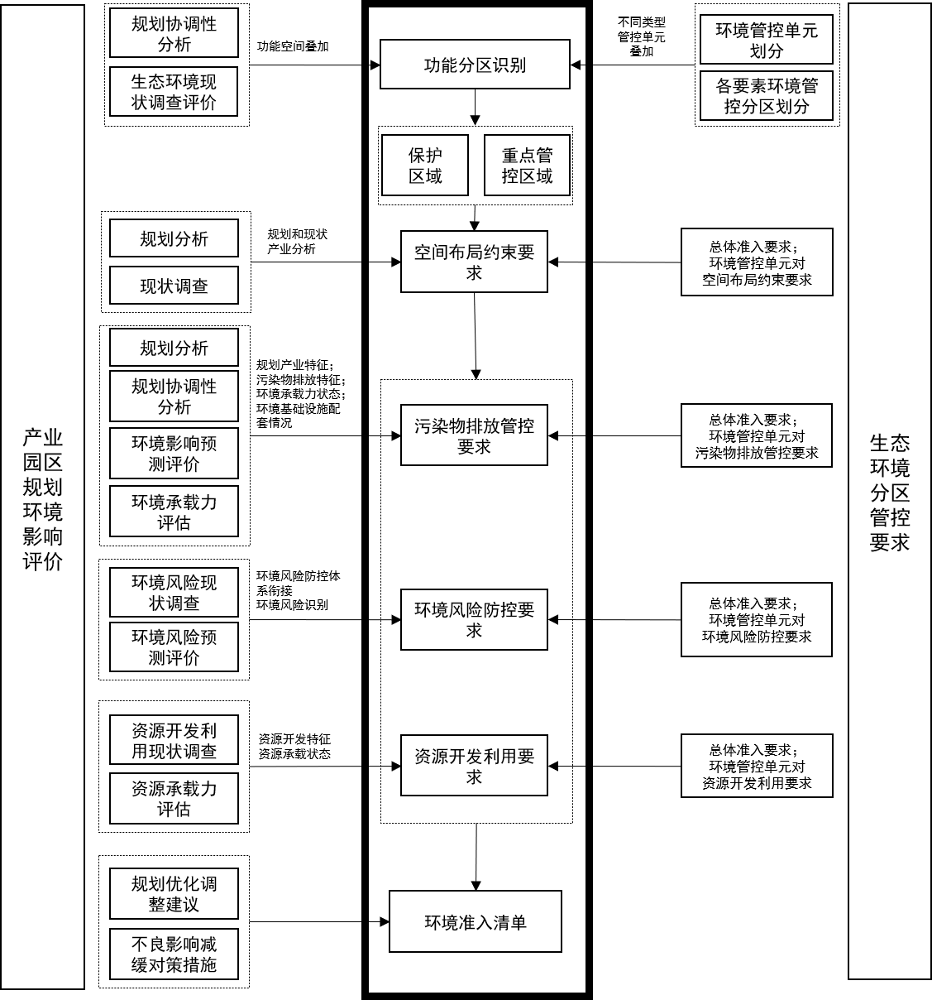 产业
园区
规划
环境
影响
评价
规划协调性
分析
生态环境现
状调查评价
功能空间叠加
功能分区识别
不同类型
管控单元
叠加
环境管控单元
划分
各要素环境管
控分区划分
保护
区域
重点管
控区域
规划分析
现状调查
规划和现状
产业分析
空间布局约束要
求
总体准入要求；
环境管控单元对
空间布局约束要求
规划分析
规划协调性
分析
环境影响预
测评价
环境承载力
评估
规划产业特征；
污染物排放特征；
环境承载力状态；
环境基础设施配
套情况
污染物排放管控
要求
总体准入要求；
环境管控单元对
污染物排放管控要求
环境风险现
状调查
环境风险预
测评价
环境风险防控体
系衔接
环境风险识别
环境风险防控要
求
总体准入要求；
环境管控单元对
环境风险防控要求
资源开发利
用现状调查
资源承载力
评估
资源开发特征
资源承载状态
资源开发利用要
求
总体准入要求；
环境管控单元对
资源开发利用要求
规划优化调
整建议
不良影响减
缓对策措施
环境准入清单
生态
环境
分区
管控
要求